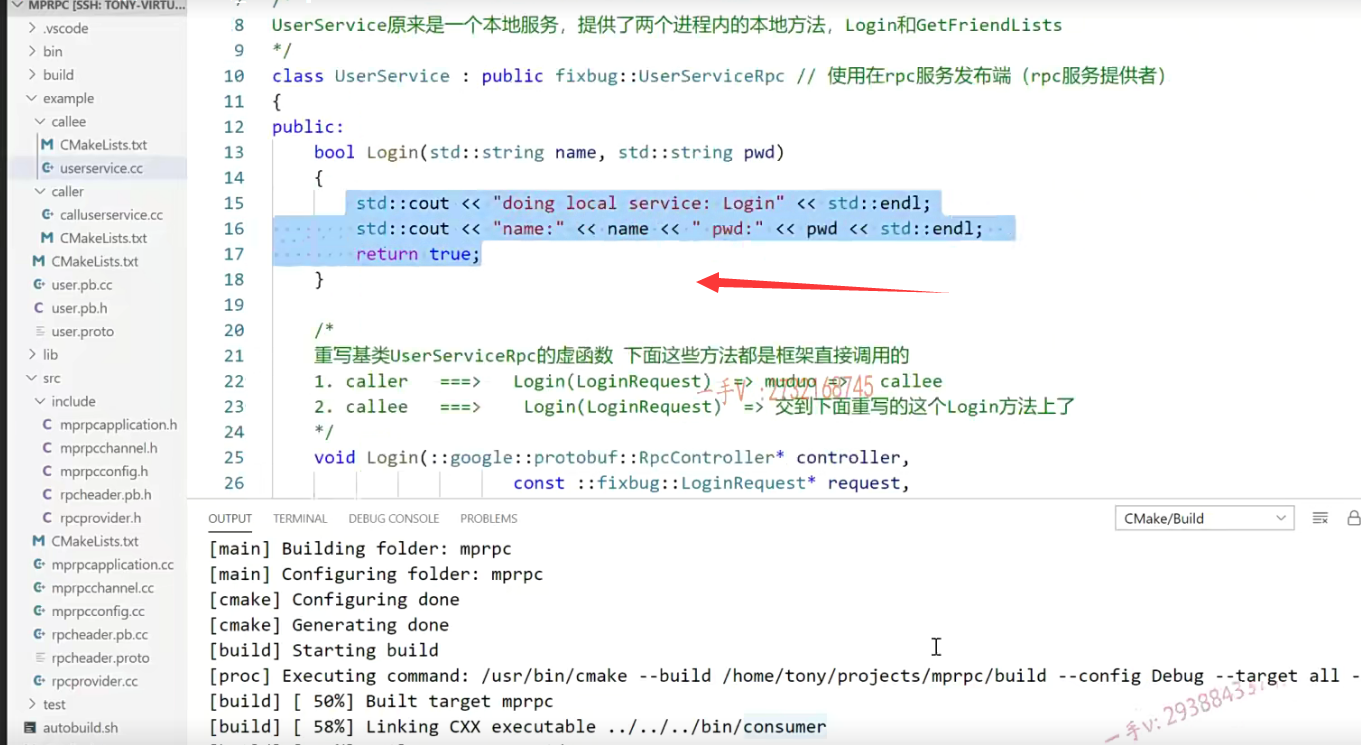 MPRPC [SSH: TONY-VIRTU...
.vscode
bin
build
example
callee
CMakeLists.txt
userservice.cc
caller
calluserservice.cc
CMakeLists.txt
CMakeLists.txt
user.pb.cc
user.pb.h
user.proto
lib
src
include
mprpcapplication.h
mprpcchannel.h
mprpcconfig.h
rpcheader.pb.h
rpcprovider.h
CMakeLists.txt
mprpcapplication.cc
mprpcchannel.cc
mprpcconfig.cc
rpcheader.pb.cc
rpcheader.proto
rpcprovider.cc
test
autobuild.sh
8 UserService原来是一个本地服务，提供了两个进程内的本地方法，Login和GetFriendLists
9 */
10 class UserService : public fixbug::UserServiceRpc // 使用在rpc服务发布端（rpc服务提供者）
11 {
12 public:
13 bool Login(std::string name, std::string pwd)
14 {
15 std::cout << "doing local service: Login" << std::endl;
16 std::cout << "name:" << name << " pwd:" << pwd << std::endl;
17 return true;
18 }
19
20 /*
21 重写基类UserServiceRpc的虚函数 下面这些方法都是框架直接调用的
22 1. caller ===> Login(LoginRequest) => muduo => callee
23 2. callee ===> Login(LoginRequest) => 交到下面重写的这个Login方法上了
24 */
25 void Login(::google::protobuf::RpcController* controller,
26 const ::fixbug::LoginRequest* request,
OUTPUT TERMINAL DEBUG CONSOLE PROBLEMS
CMake/Build
[main] Building folder: mprpc
[main] Configuring folder: mprpc
[cmake] Configuring done
[cmake] Generating done
[build] Starting build
[proc] Executing command: /usr/bin/cmake --build /home/tony/projects/mprpc/build --config Debug --target all -
[build] [ 50%] Built target mprpc
[build] [ 58%] Linking CXX executable ../../../bin/consumer